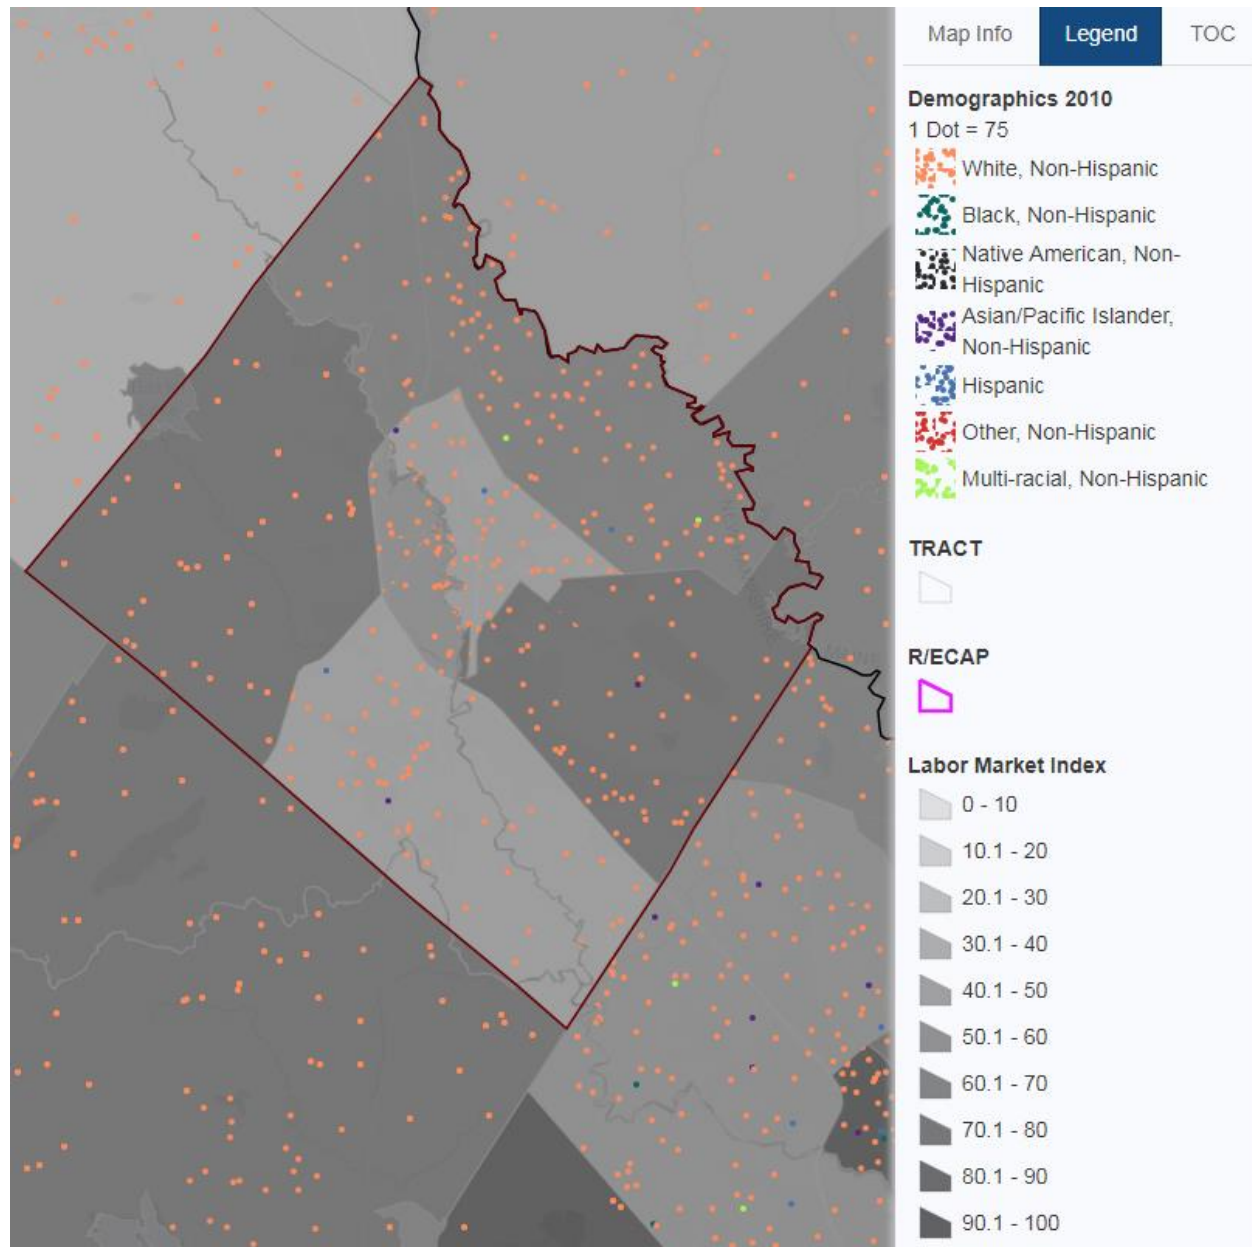 Map Info Legend TOC
Demographics 2010
1 Dot = 75
White, Non-Hispanic
Black, Non-Hispanic
Native American, Non-
Hispanic
Asian/Pacific Islander,
Non-Hispanic
Hispanic
Other, Non-Hispanic
Multi-racial, Non-Hispanic
TRACT
R/ECAP
Labor Market Index
0 - 10
10.1 - 20
20.1 - 30
30.1 - 40
40.1 - 50
50.1 - 60
60.1 - 70
70.1 - 80
80.1 - 90
90.1 - 100